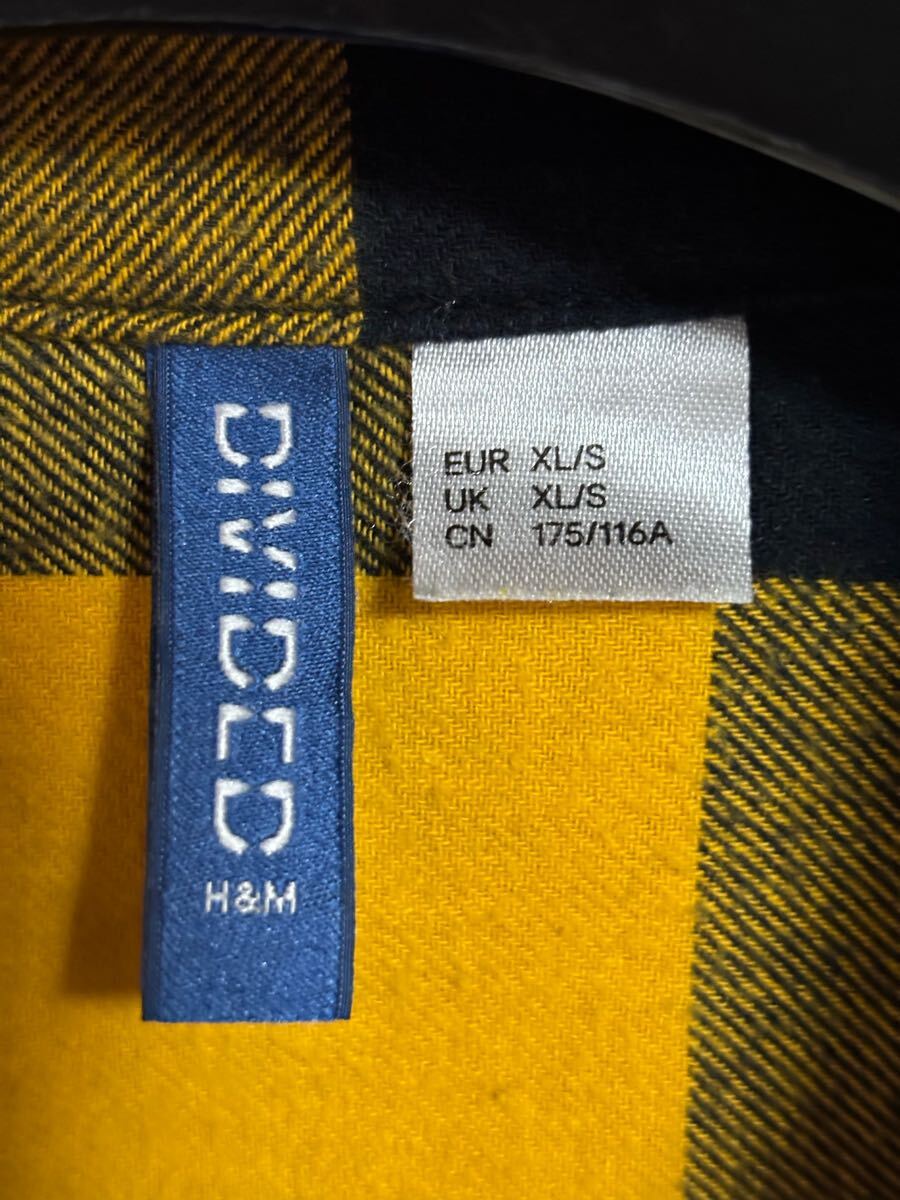 DIVIDED
H&M
EUR XL/S
UK XL/S
CN 175/116A